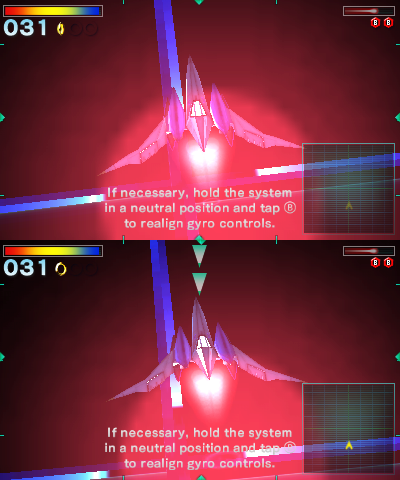 031
B B
If necessary, hold the system
in a neutral position and tap Ⓑ
to realign gyro controls.
031
B B
If necessary, hold the system
in a neutral position and tap Ⓑ
to realign gyro controls.